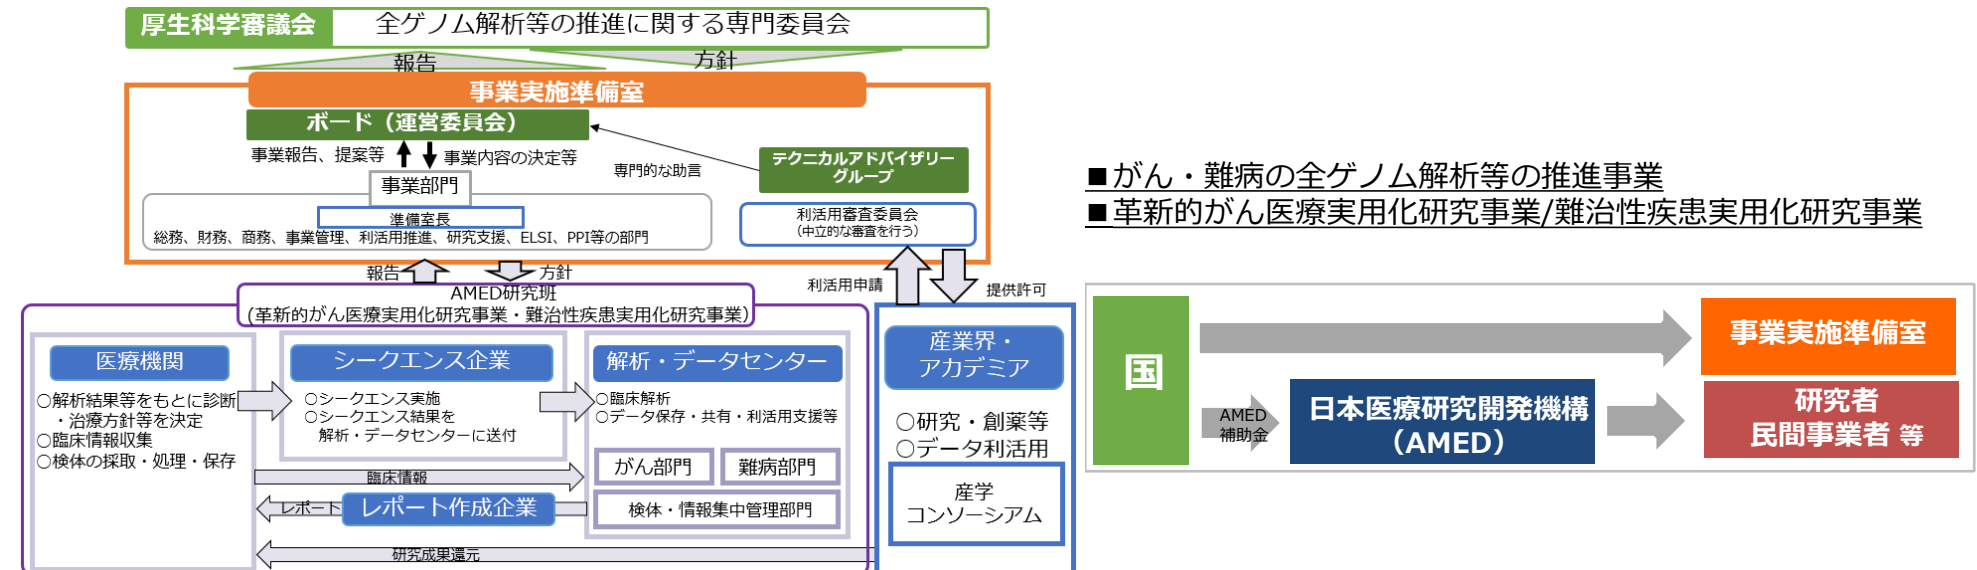 厚生科学審議会 全ゲノム解析等の推進に関する専門委員会
報告
方針
事業実施準備室
ボード（運営委員会）
事業報告、提案等
事業内容の決定等
専門的な助言
テクニカルアドバイザリー
グループ
事業部門
準備室長
総務、財務、商務、事業管理、利活用推進、研究支援、ELSI、PPI等の部門
利活用審査委員会
（中立的な審査を行う）
報告
方針
利活用申請
提供許可
AMED研究班
(革新的がん医療実用化研究事業・難治性疾患実用化研究事業)
医療機関
○解析結果等をもとに診断
・治療方針等を決定
○臨床情報収集
○検体の採取・処理・保存
シークエンス企業
○シークエンス実施
○シークエンス結果を
解析・データセンターに送付
解析・データセンター
○臨床解析
○データ保存・共有・利活用支援等
がん部門
難病部門
検体・情報集中管理部門
臨床情報
レポート
レポート作成企業
研究成果還元
産業界・
アカデミア
○研究・創薬等
○データ利活用
産学
コンソーシアム
■がん・難病の全ゲノム解析等の推進事業
■革新的がん医療実用化研究事業/難治性疾患実用化研究事業
国
事業実施準備室
AMED
補助金
日本医療研究開発機構
（AMED）
研究者
民間事業者 等